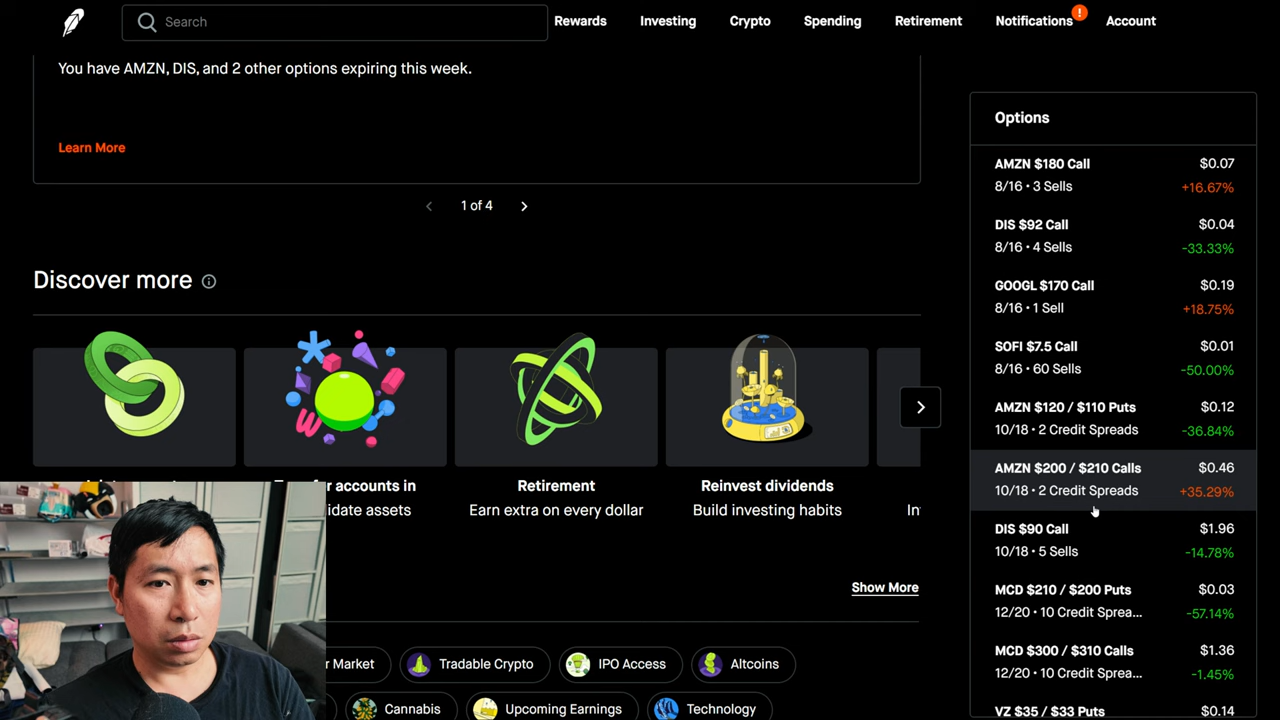 Search
Rewards
Investing
Crypto
Spending
Retirement
Notifications
!
Account
You have AMZN, DIS, and 2 other options expiring this week.
Learn More
1 of 4
Discover more
Retirement
Earn extra on every dollar
Reinvest dividends
Build investing habits
accounts in
idate assets
Show More
r Market
Tradable Crypto
IPO Access
Altcoins
Cannabis
Upcoming Earnings
Technology
Options
AMZN $180 Call $0.07
8/16 • 3 Sells +16.67%
DIS $92 Call $0.04
8/16 • 4 Sells -33.33%
GOOGL $170 Call $0.19
8/16 • 1 Sell +18.75%
SOFI $7.5 Call $0.01
8/16 • 60 Sells -50.00%
AMZN $120 / $110 Puts $0.12
10/18 • 2 Credit Spreads -36.84%
AMZN $200 / $210 Calls $0.46
10/18 • 2 Credit Spreads +35.29%
DIS $90 Call $1.96
10/18 • 5 Sells -14.78%
MCD $210 / $200 Puts $0.03
12/20 • 10 Credit Sprea... -57.14%
MCD $300 / $310 Calls $1.36
12/20 • 10 Credit Sprea... -1.45%
VZ $35 / $33 Puts $0.14